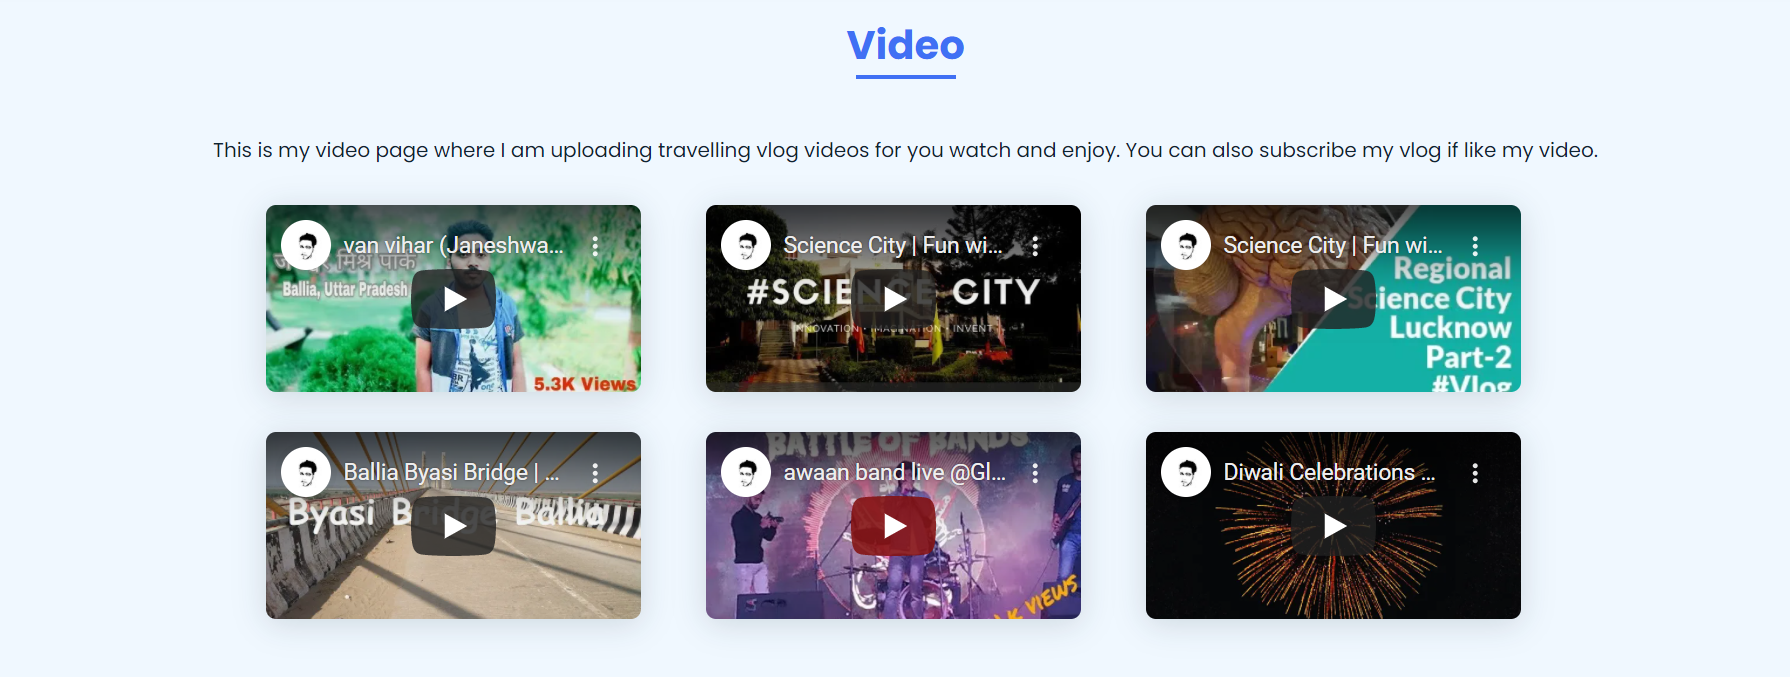 Video
This is my video page where I am uploading travelling vlog videos for you watch and enjoy. You can also subscribe my vlog if like my video.
van vihar (Janeshwa...
मिश्र पार्क
Ballia, Uttar Pradesh
5.3K Views
Science City | Fun wi...
#SCIENCE CITY
INNOVATION • IMAGINATION • INVENT
Science City | Fun wi...
Regional
Science City
Lucknow
Part-2
#Vlog
Ballia Byasi Bridge | ...
Byasi Bridge Ballia
awaan band live @Gl...
BATTLE OF BANDS
VIEWS
Diwali Celebrations ...